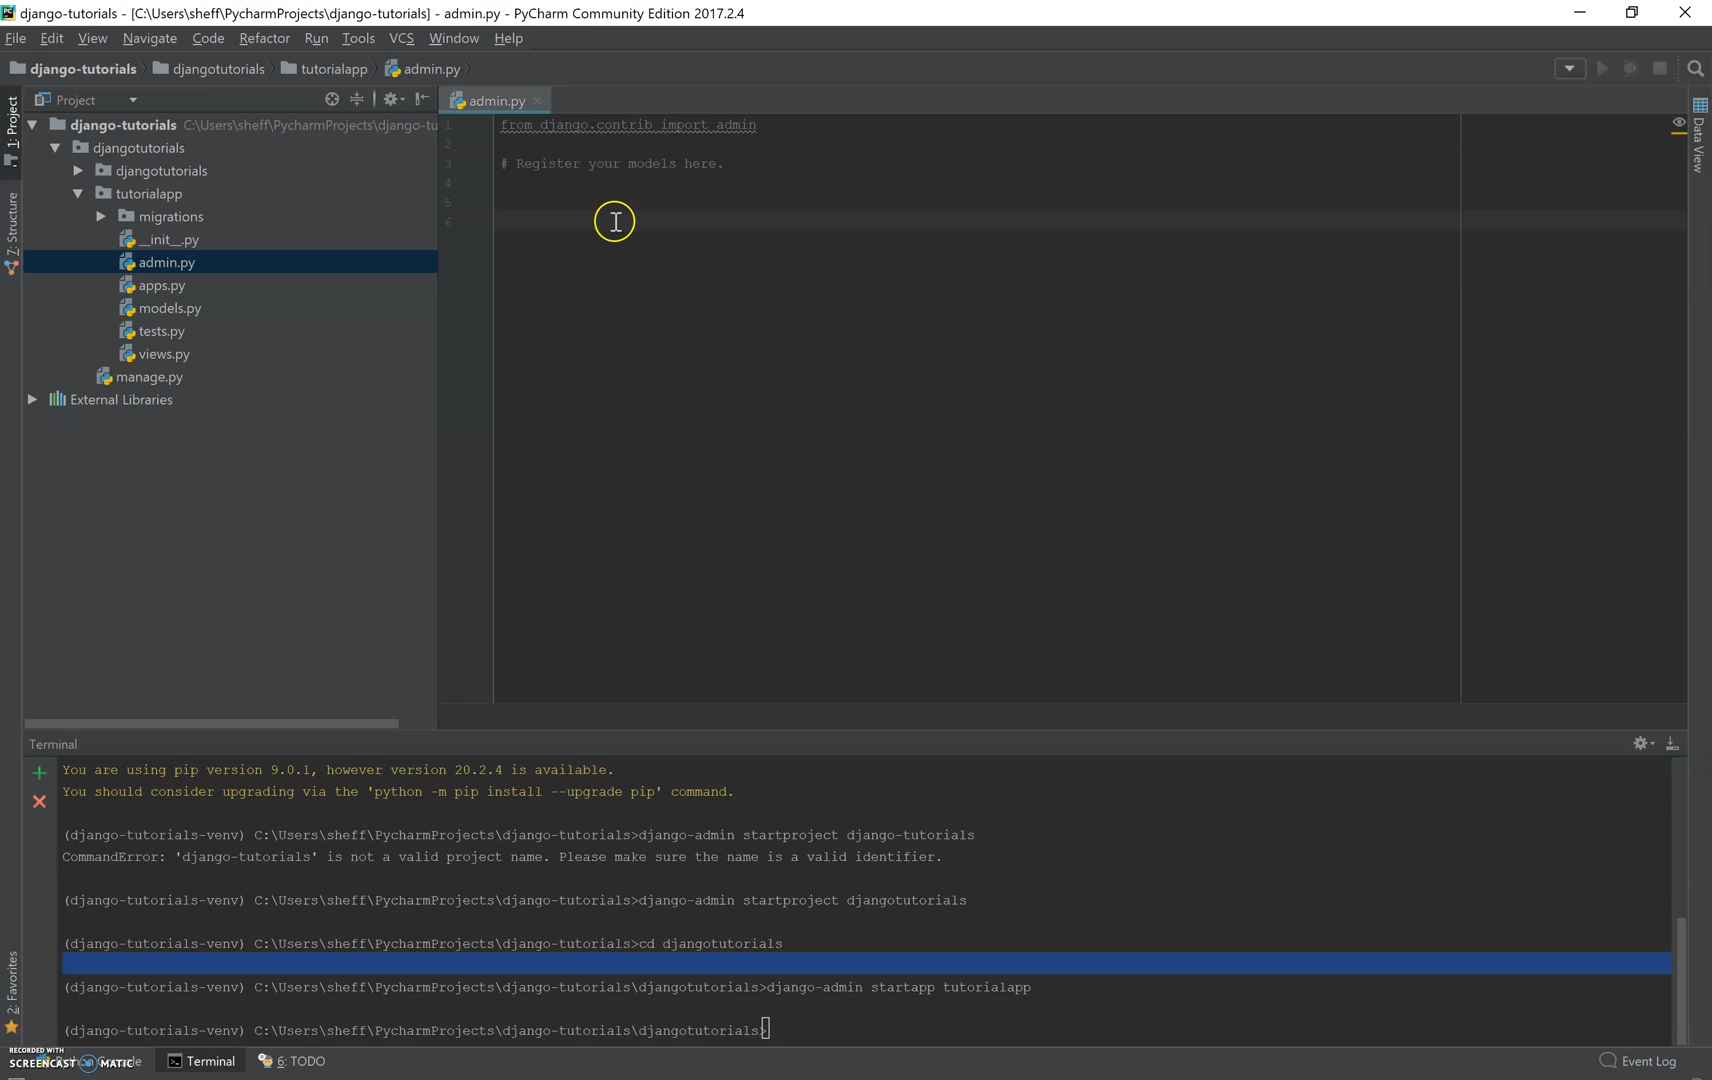 django-tutorials - [C:\Users\sheff\PycharmProjects\django-tutorials] - admin.py - PyCharm Community Edition 2017.2.4
File Edit View Navigate Code Refactor Run Tools VCS Window Help
django-tutorials djangotutorials tutorialapp admin.py
Project
admin.py
1: Project
7: Structure
2: Favorites
Data View
django-tutorials C:\Users\sheff\PycharmProjects\django-tu
djangotutorials
djangotutorials
tutorialapp
migrations
__init__.py
admin.py
apps.py
models.py
tests.py
views.py
manage.py
External Libraries
1 from django.contrib import admin
2
3 # Register your models here.
4
5
6
Terminal
You are using pip version 9.0.1, however version 20.2.4 is available.
You should consider upgrading via the 'python -m pip install --upgrade pip' command.
(django-tutorials-venv) C:\Users\sheff\PycharmProjects\django-tutorials>django-admin startproject django-tutorials
CommandError: 'django-tutorials' is not a valid project name. Please make sure the name is a valid identifier.
(django-tutorials-venv) C:\Users\sheff\PycharmProjects\django-tutorials>django-admin startproject djangotutorials
(django-tutorials-venv) C:\Users\sheff\PycharmProjects\django-tutorials>cd djangotutorials
(django-tutorials-venv) C:\Users\sheff\PycharmProjects\django-tutorials\djangotutorials>django-admin startapp tutorialapp
(django-tutorials-venv) C:\Users\sheff\PycharmProjects\django-tutorials\djangotutorials>
RECORDED WITH
SCREENCAST MATIC
Terminal 6: TODO Event Log